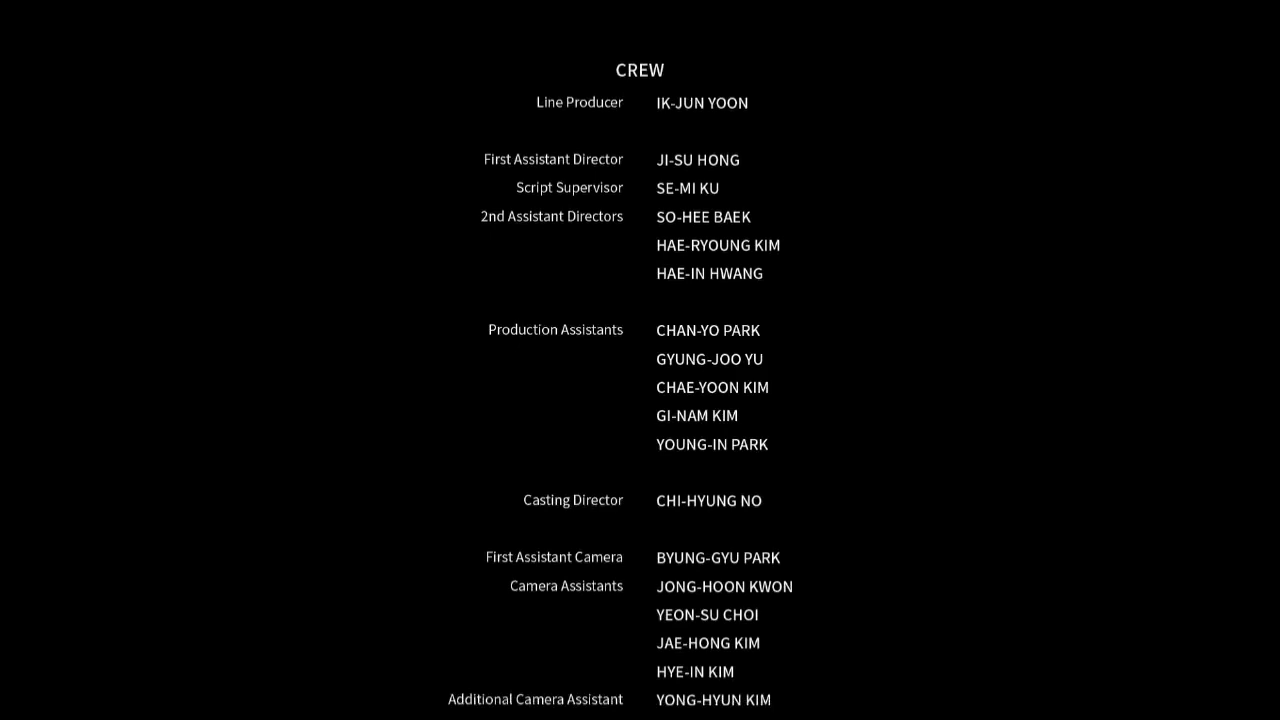 CREW
Line Producer IK-JUN YOON
First Assistant Director JI-SU HONG
Script Supervisor SE-MI KU
2nd Assistant Directors SO-HEE BAEK
HAE-RYOUNG KIM
HAE-IN HWANG
Production Assistants CHAN-YO PARK
GYUNG-JOO YU
CHAE-YOON KIM
GI-NAM KIM
YOUNG-IN PARK
Casting Director CHI-HYUNG NO
First Assistant Camera BYUNG-GYU PARK
Camera Assistants JONG-HOON KWON
YEON-SU CHOI
JAE-HONG KIM
HYE-IN KIM
Additional Camera Assistant YONG-HYUN KIM